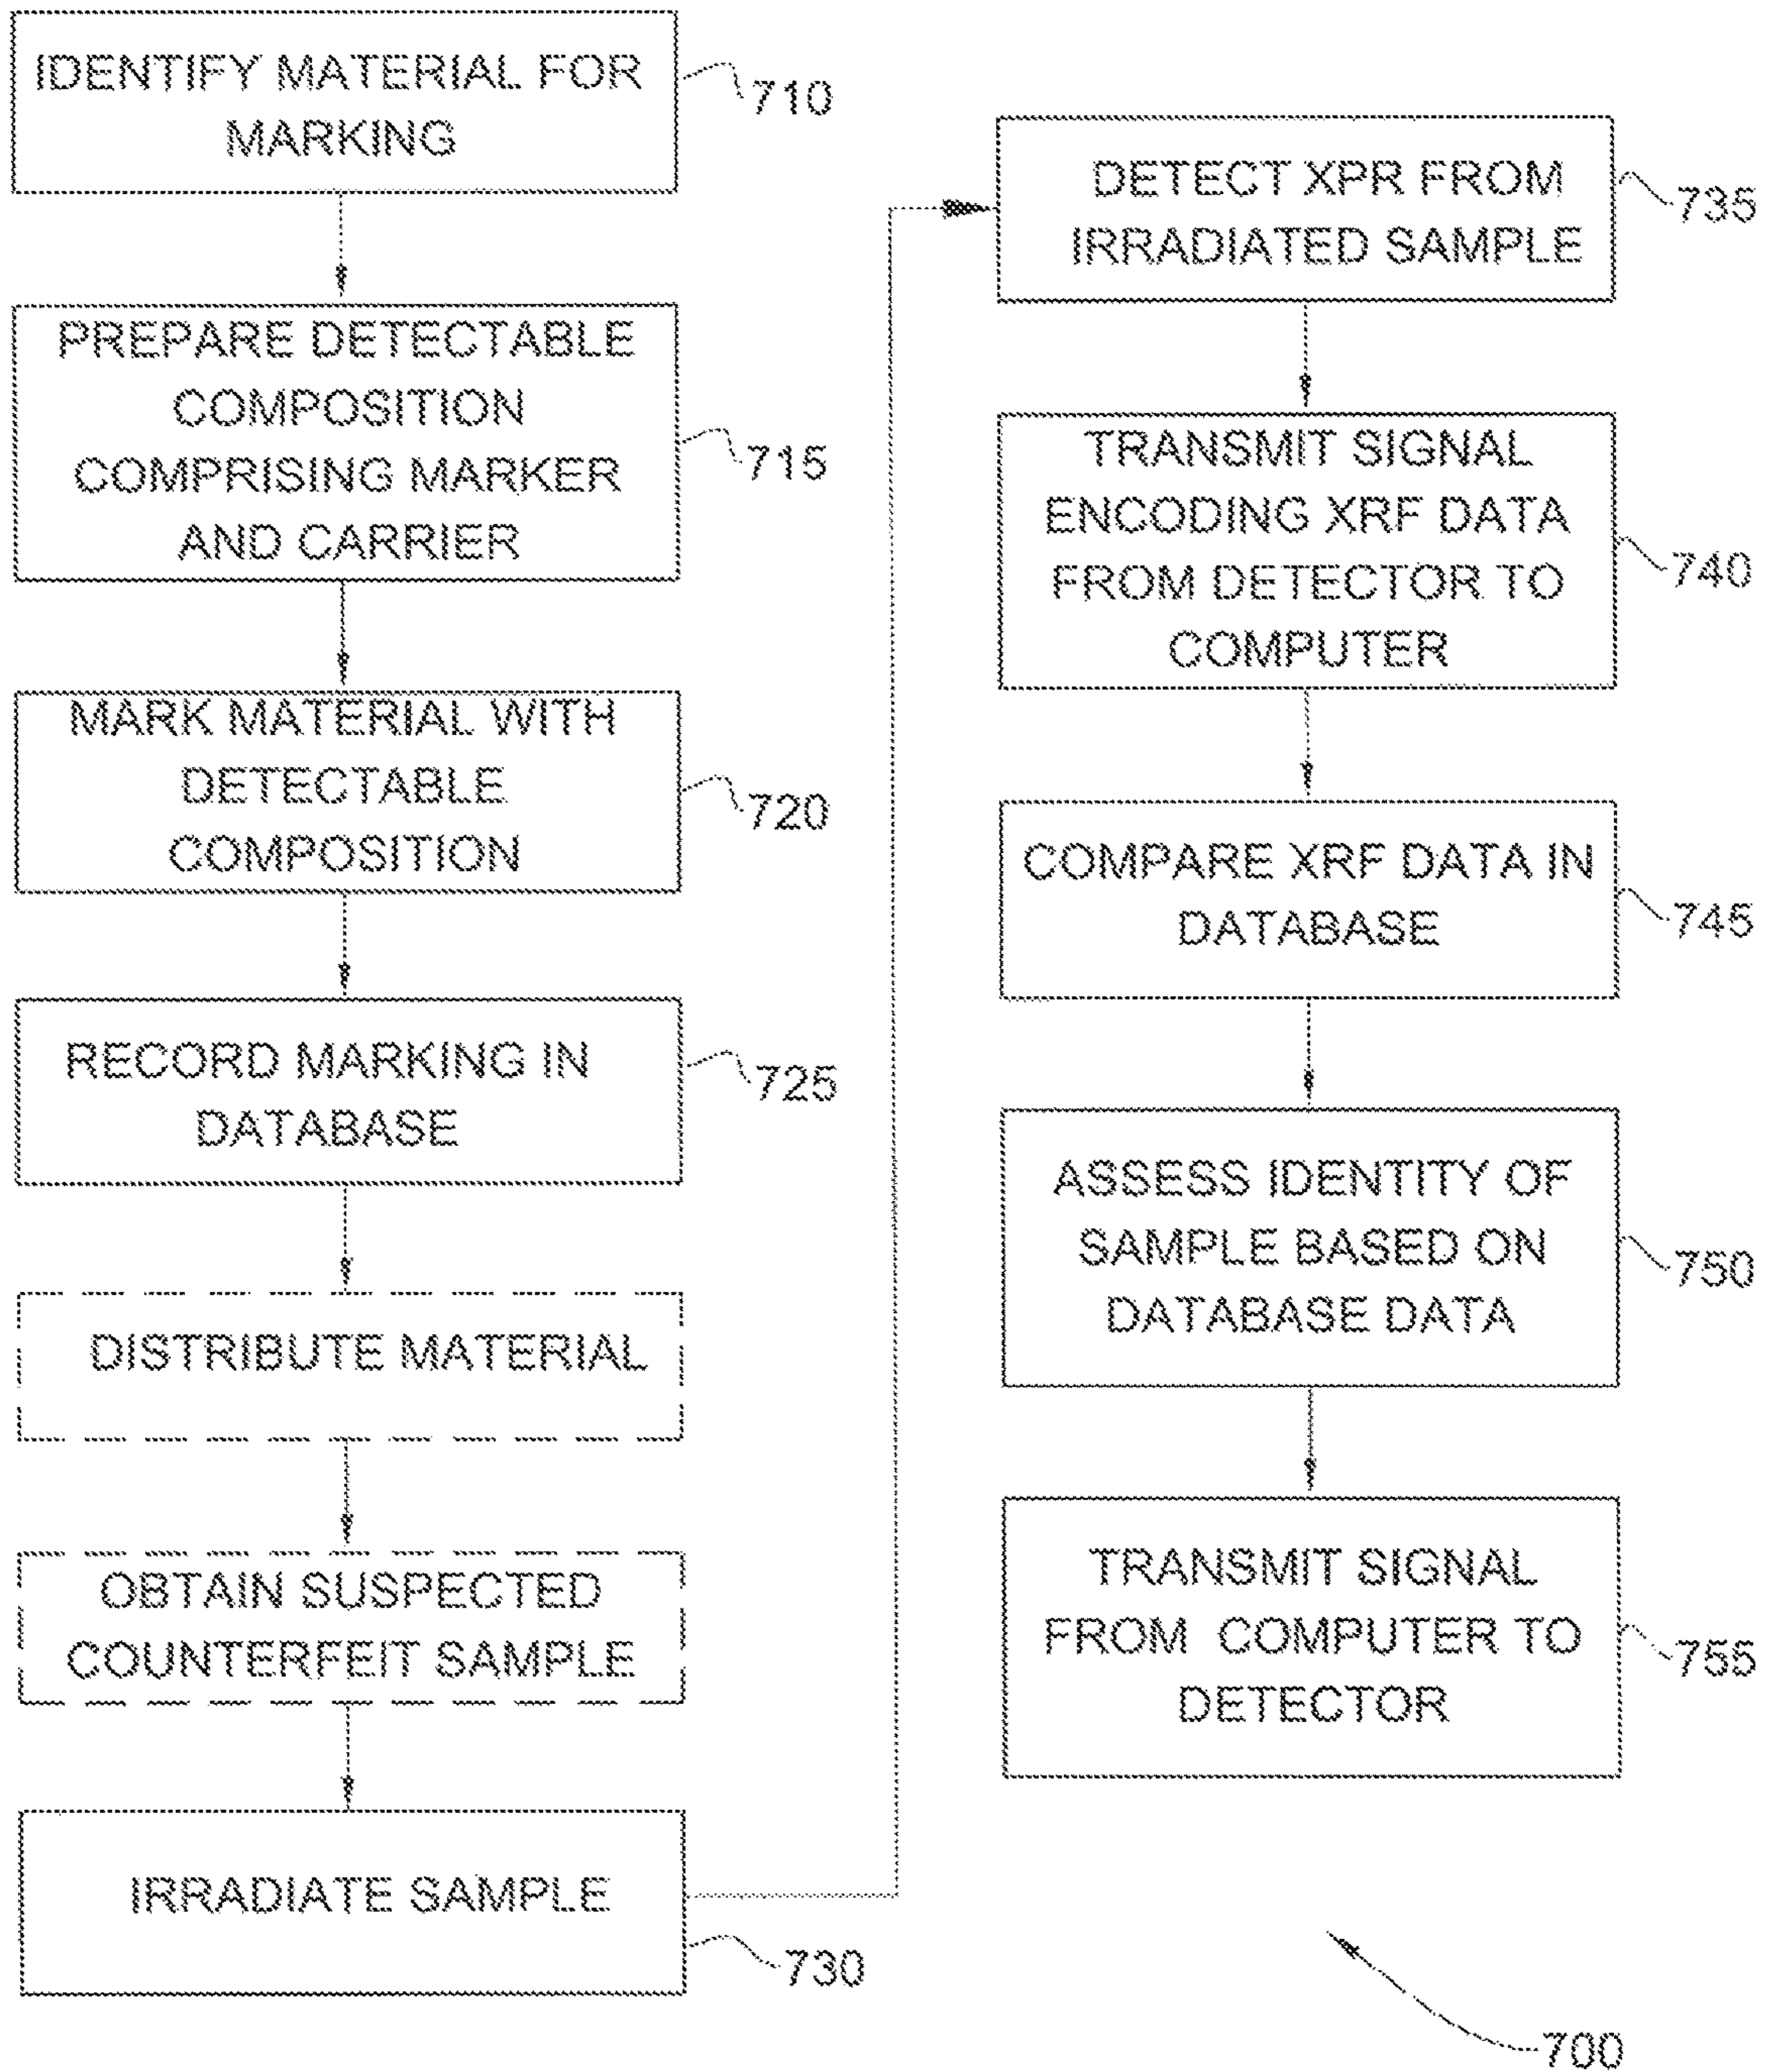 IDENTIFY MATERIAL FOR
MARKING
710
PREPARE DETECTABLE
COMPOSITION
COMPRISING MARKER
AND CARRIER
715
MARK MATERIAL WITH
DETECTABLE
COMPOSITION
720
RECORD MARKING IN
DATABASE
725
DISTRIBUTE MATERIAL
OBTAIN SUSPECTED
COUNTERFEIT SAMPLE
IRRADIATE SAMPLE
730
DETECT XPR FROM
IRRADIATED SAMPLE
735
TRANSMIT SIGNAL
ENCODING XRF DATA
FROM DETECTOR TO
COMPUTER
740
COMPARE XRF DATA IN
DATABASE
745
ASSESS IDENTITY OF
SAMPLE BASED ON
DATABASE DATA
750
TRANSMIT SIGNAL
FROM COMPUTER TO
DETECTOR
755
700